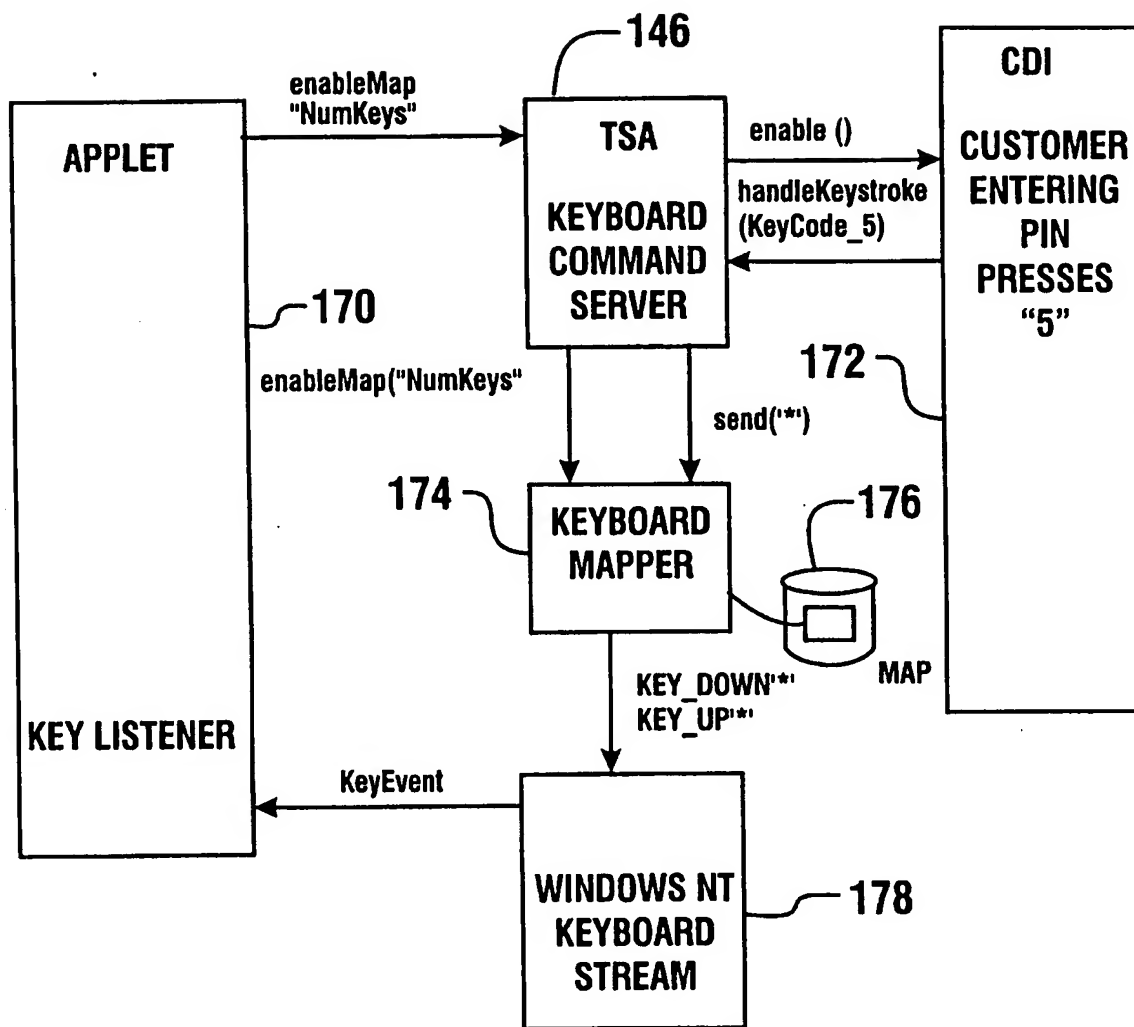 146
enableMap
"NumKeys"
APPLET
TSA
KEYBOARD
COMMAND
SERVER
enable ()
handleKeystroke
(KeyCode_5)
CDI
CUSTOMER
ENTERING
PIN
PRESSES
“5”
170
172
enableMap("NumKeys"
send('*')
174
KEYBOARD
MAPPER
176
MAP
KEY_DOWN'*'
KEY_UP'*'
KEY LISTENER
KeyEvent
WINDOWS NT
KEYBOARD
STREAM
178